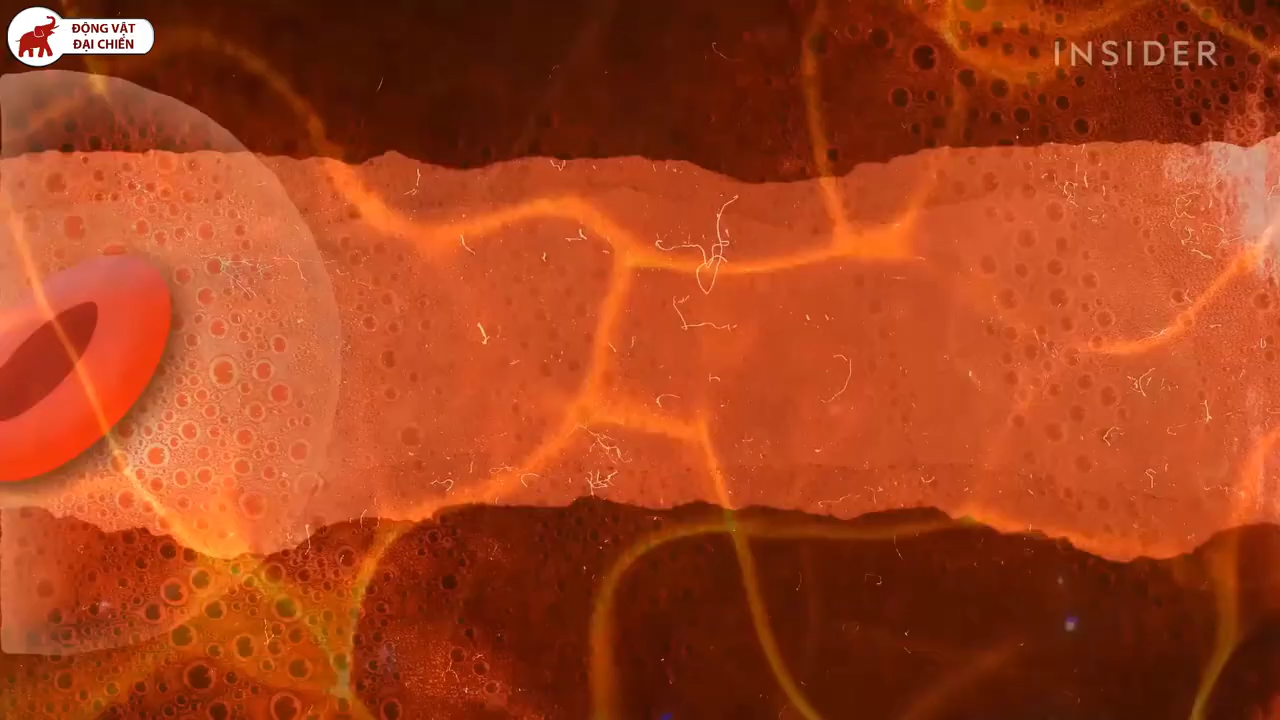 ĐỘNG VẬT
ĐẠI CHIẾN
INSIDER